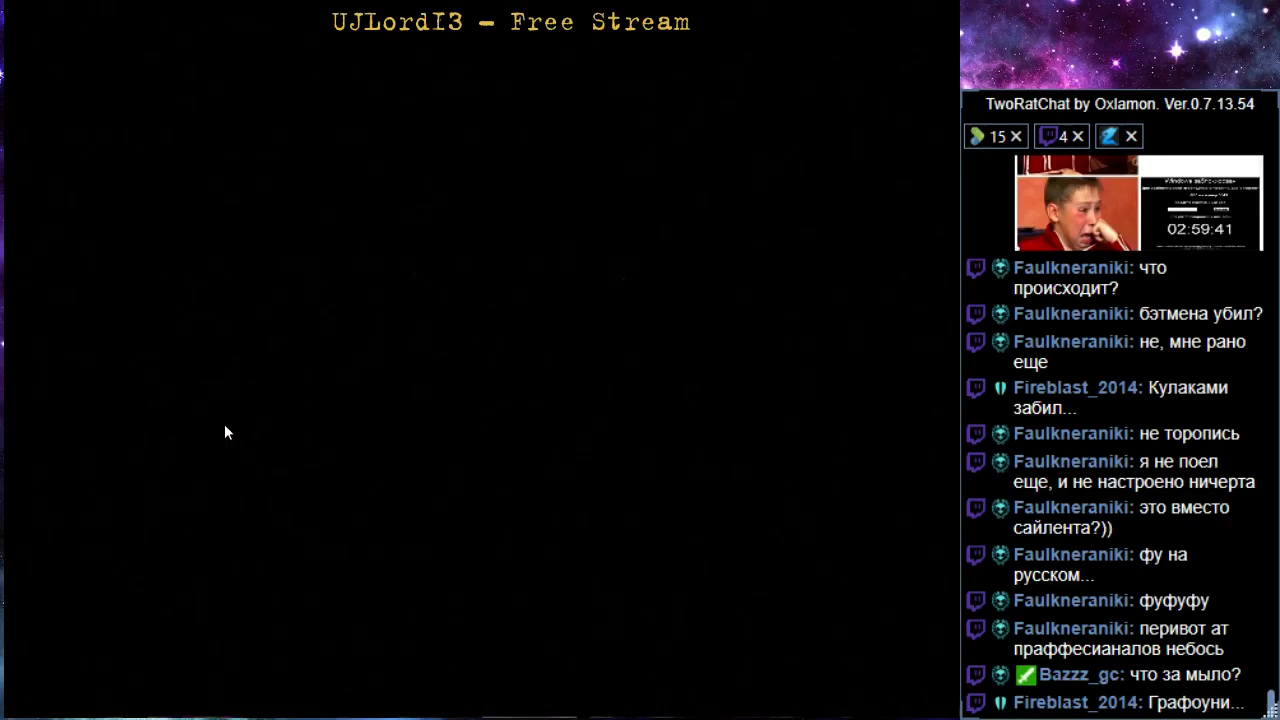 UJLordI3 – Free Stream
TwoRatChat by Oxlamon. Ver.0.7.13.54
15
4
02:59:41
Faulkneraniki: что
происходит?
Faulkneraniki: бэтмена убил?
Faulkneraniki: не, мне рано
еще
Fireblast_2014: Кулаками
забил...
Faulkneraniki: не торопись
Faulkneraniki: я не поел
еще, и не настроено ничерта
Faulkneraniki: это вместо
сайлента?))
Faulkneraniki: фу на
русском...
Faulkneraniki: фуфуфу
Faulkneraniki: перивот ат
праффесианалов небось
Bazzz_gc: что за мыло?
Fireblast_2014: Графоуни...